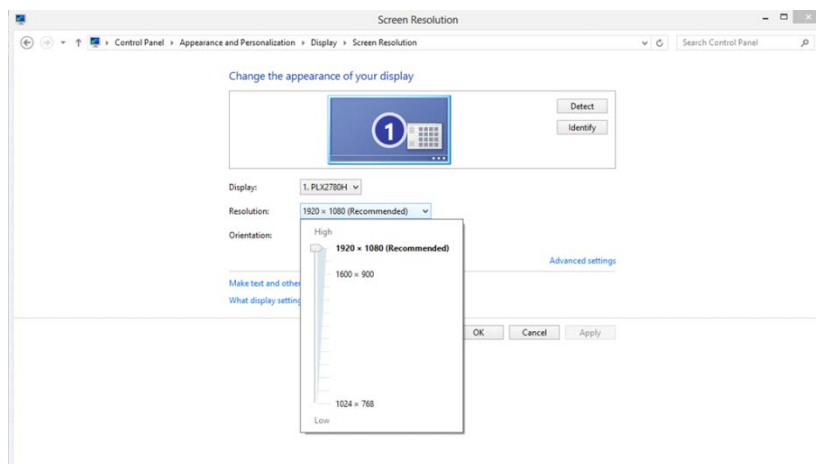 Screen Resolution
Control Panel Appearance and Personalization Display Screen Resolution
Search Control Panel
Change the appearance of your display
1
Detect
Identify
Display: 1. PLX2780H
Resolution: 1920 × 1080 (Recommended)
Orientation:
High
1920 × 1080 (Recommended)
1600 × 900
1024 × 768
Low
Advanced settings
Make text and other
What display setting
OK Cancel Apply